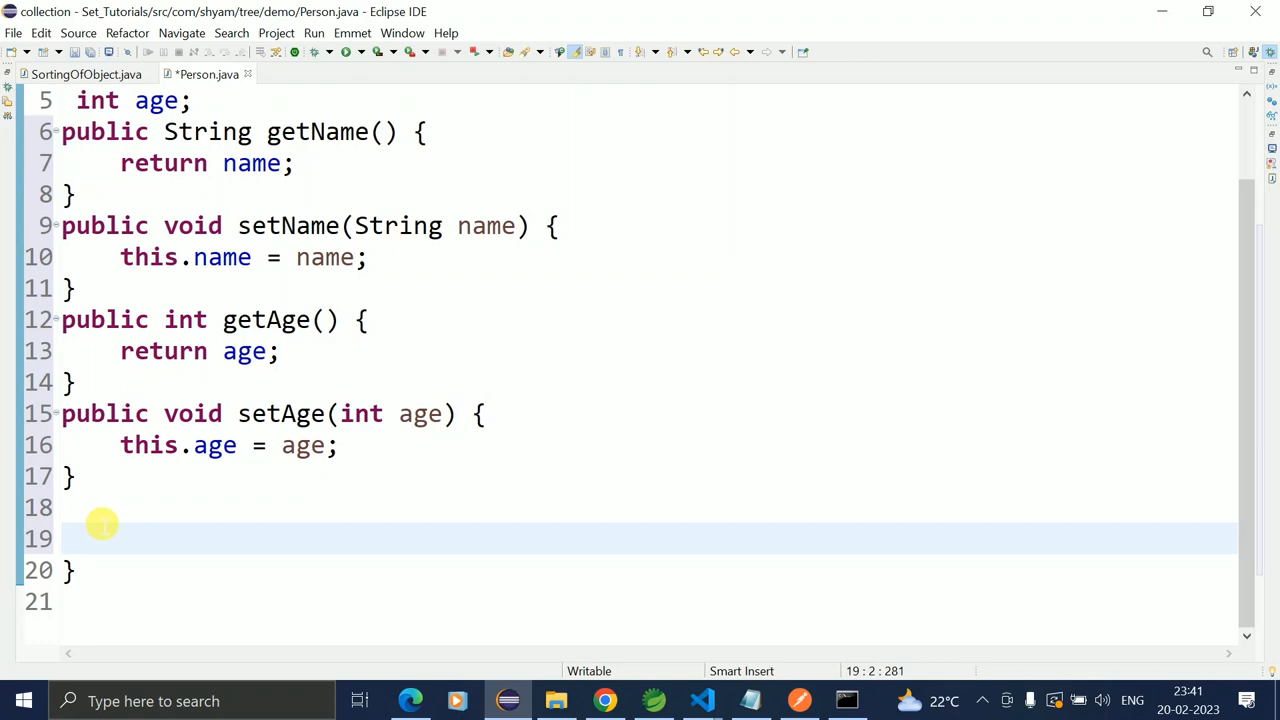 collection - Set_Tutorials/src/com/shyam/tree/demo/Person.java - Eclipse IDE
File Edit Source Refactor Navigate Search Project Run Emmet Window Help
SortingOfObject.java *Person.java
5 int age;
6 public String getName() {
7 return name;
8 }
9 public void setName(String name) {
10 this.name = name;
11 }
12 public int getAge() {
13 return age;
14 }
15 public void setAge(int age) {
16 this.age = age;
17 }
18
19
20 }
21
Writable Smart Insert 19 : 2 : 281
Type here to search 22°C ENG 23:41
20-02-2023